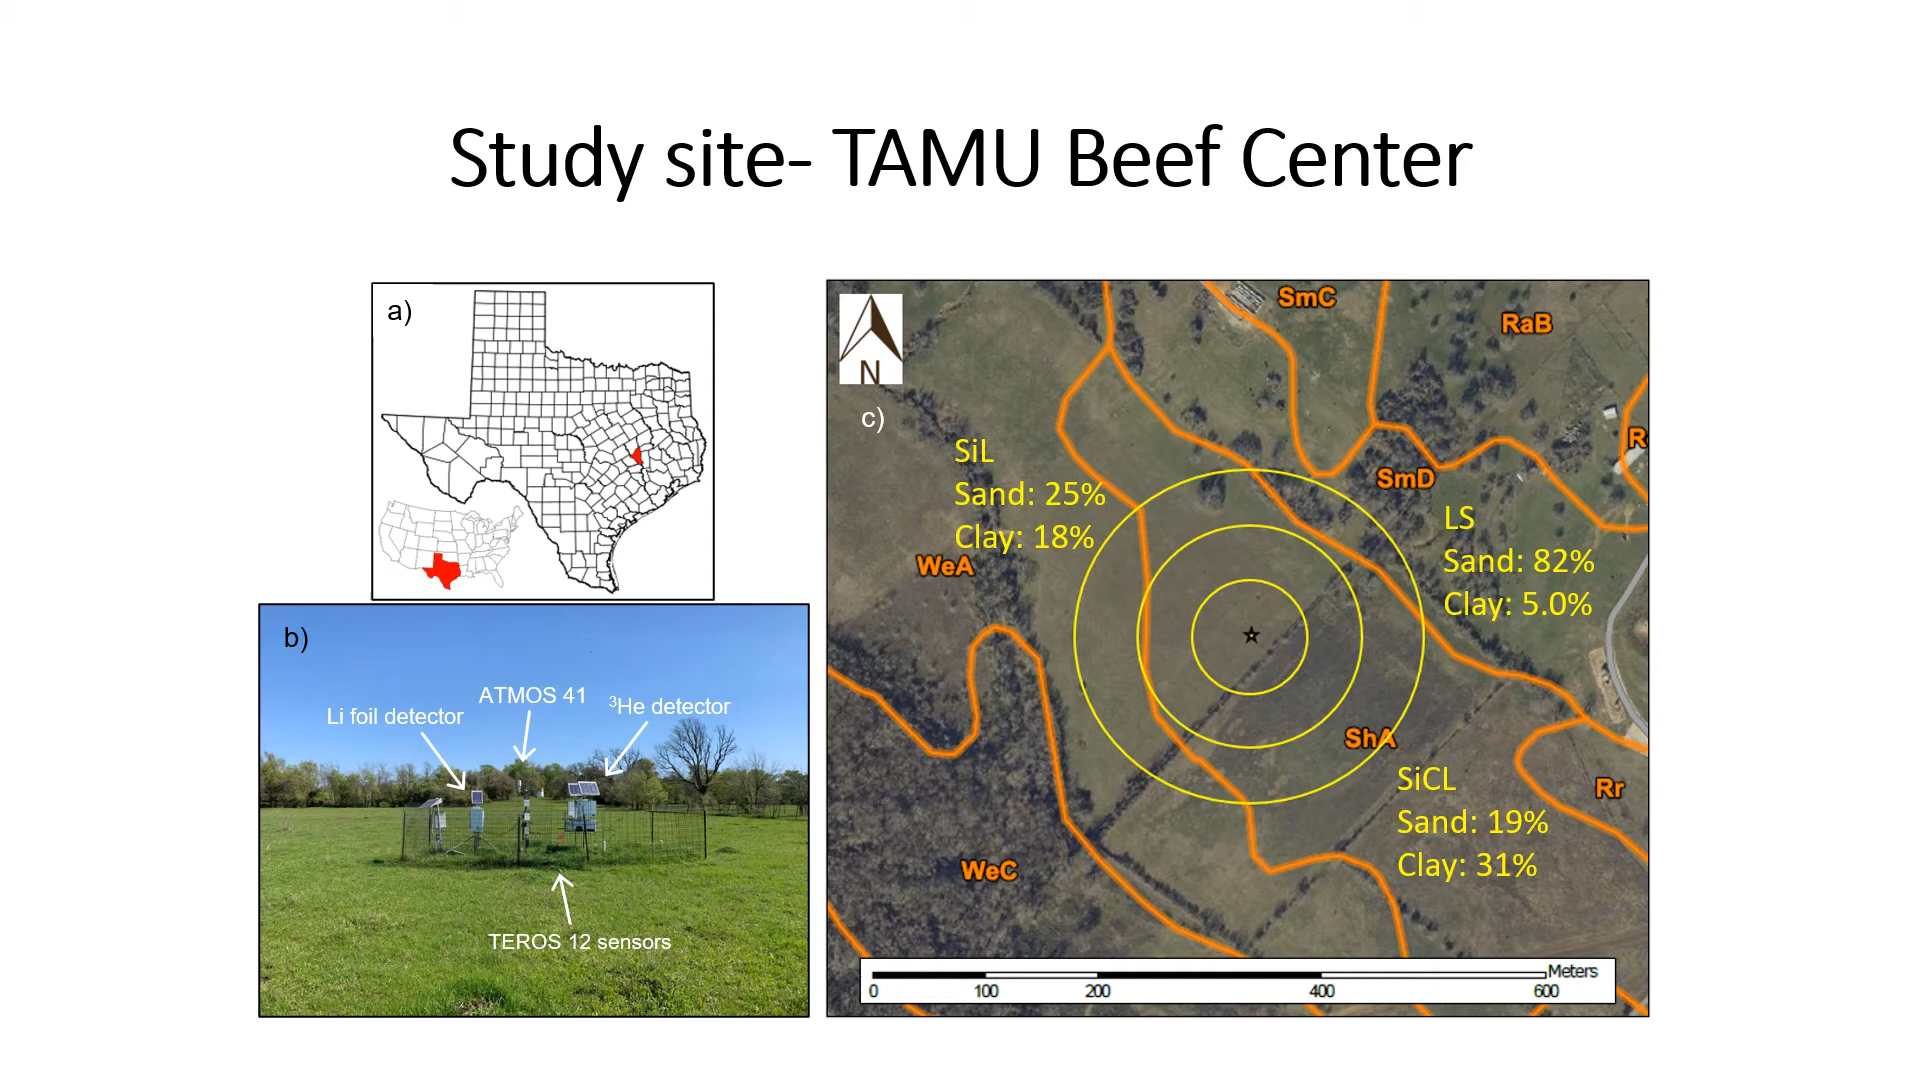 Study site- TAMU Beef Center
a)
b)
Li foil detector
ATMOS 41
³He detector
TEROS 12 sensors
N
c)
SmC
RaB
R
SiL
Sand: 25%
Clay: 18%
WeA
SmD
LS
Sand: 82%
Clay: 5.0%
ShA
SiCL
Sand: 19%
Clay: 31%
Rr
WeC
Meters
0 100 200 400 600